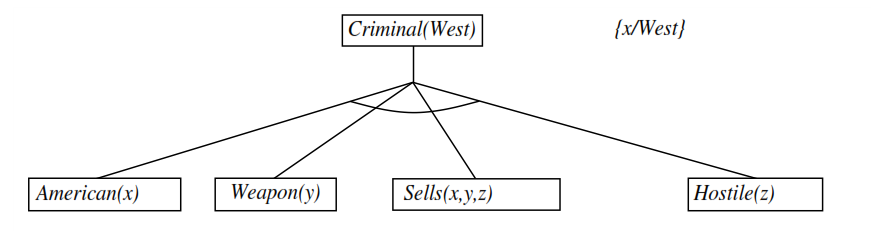 Criminal(West)
{x/West}
American(x)
Weapon(y)
Sells(x,y,z)
Hostile(z)